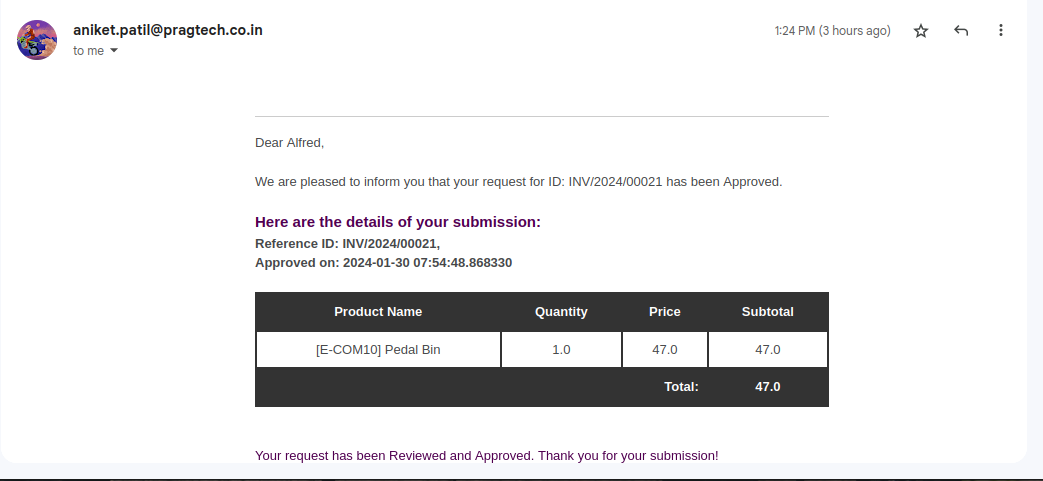 aniket.patil@pragtech.co.in
1:24 PM (3 hours ago)
to me
Dear Alfred,
We are pleased to inform you that your request for ID: INV/2024/00021 has been Approved.
Here are the details of your submission:
Reference ID: INV/2024/00021,
Approved on: 2024-01-30 07:54:48.868330
Product Name Quantity Price Subtotal
[E-COM10] Pedal Bin 1.0 47.0 47.0
Total: 47.0
Your request has been Reviewed and Approved. Thank you for your submission!